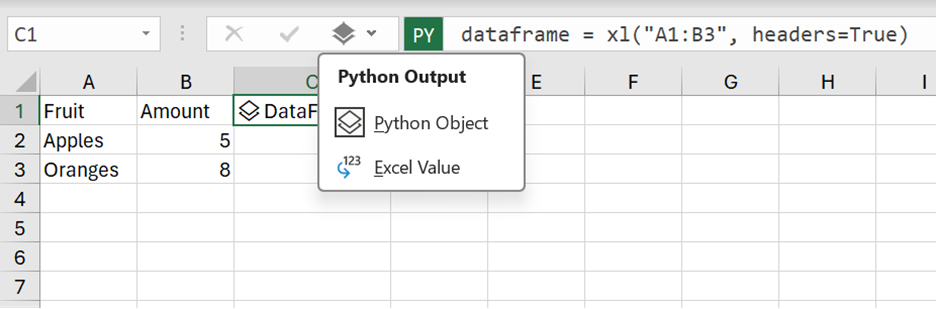 C1 PY dataframe = xl("A1:B3", headers=True)
Python Output
Python Object
123 Excel Value
A B C E F G H I
1 Fruit Amount DataF
2 Apples 5
3 Oranges 8
4
5
6
7